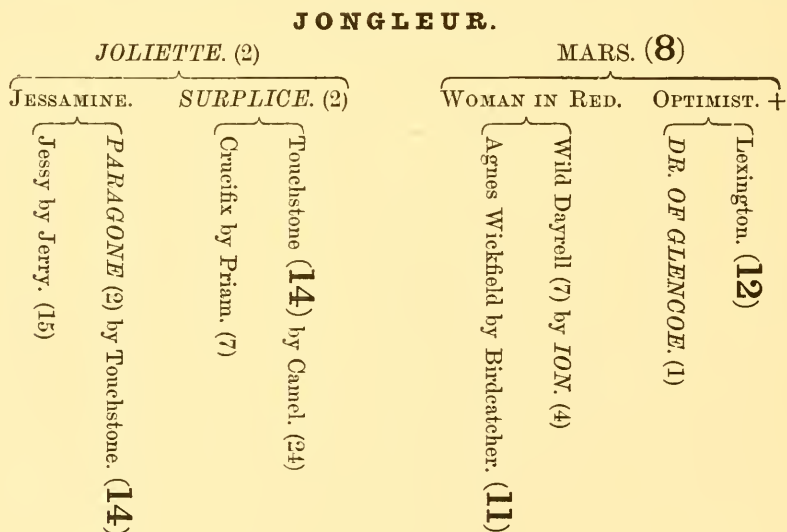 JONGLEUR.
JOLIETTE. (2)
MARS. (8)
JESSAMINE.
SURPLICE. (2)
WOMAN IN RED.
OPTIMIST. +
Jessy by Jerry. (15)
PARAGONE (2) by Touchstone. (14)
Crucifix by Priam. (7)
Touchstone (14) by Camel. (24)
Agnes Wickfield by Birdcatcher. (11)
Wild Dayrell (7) by ION. (4)
DR. OF GLENCOE. (1)
Lexington. (12)